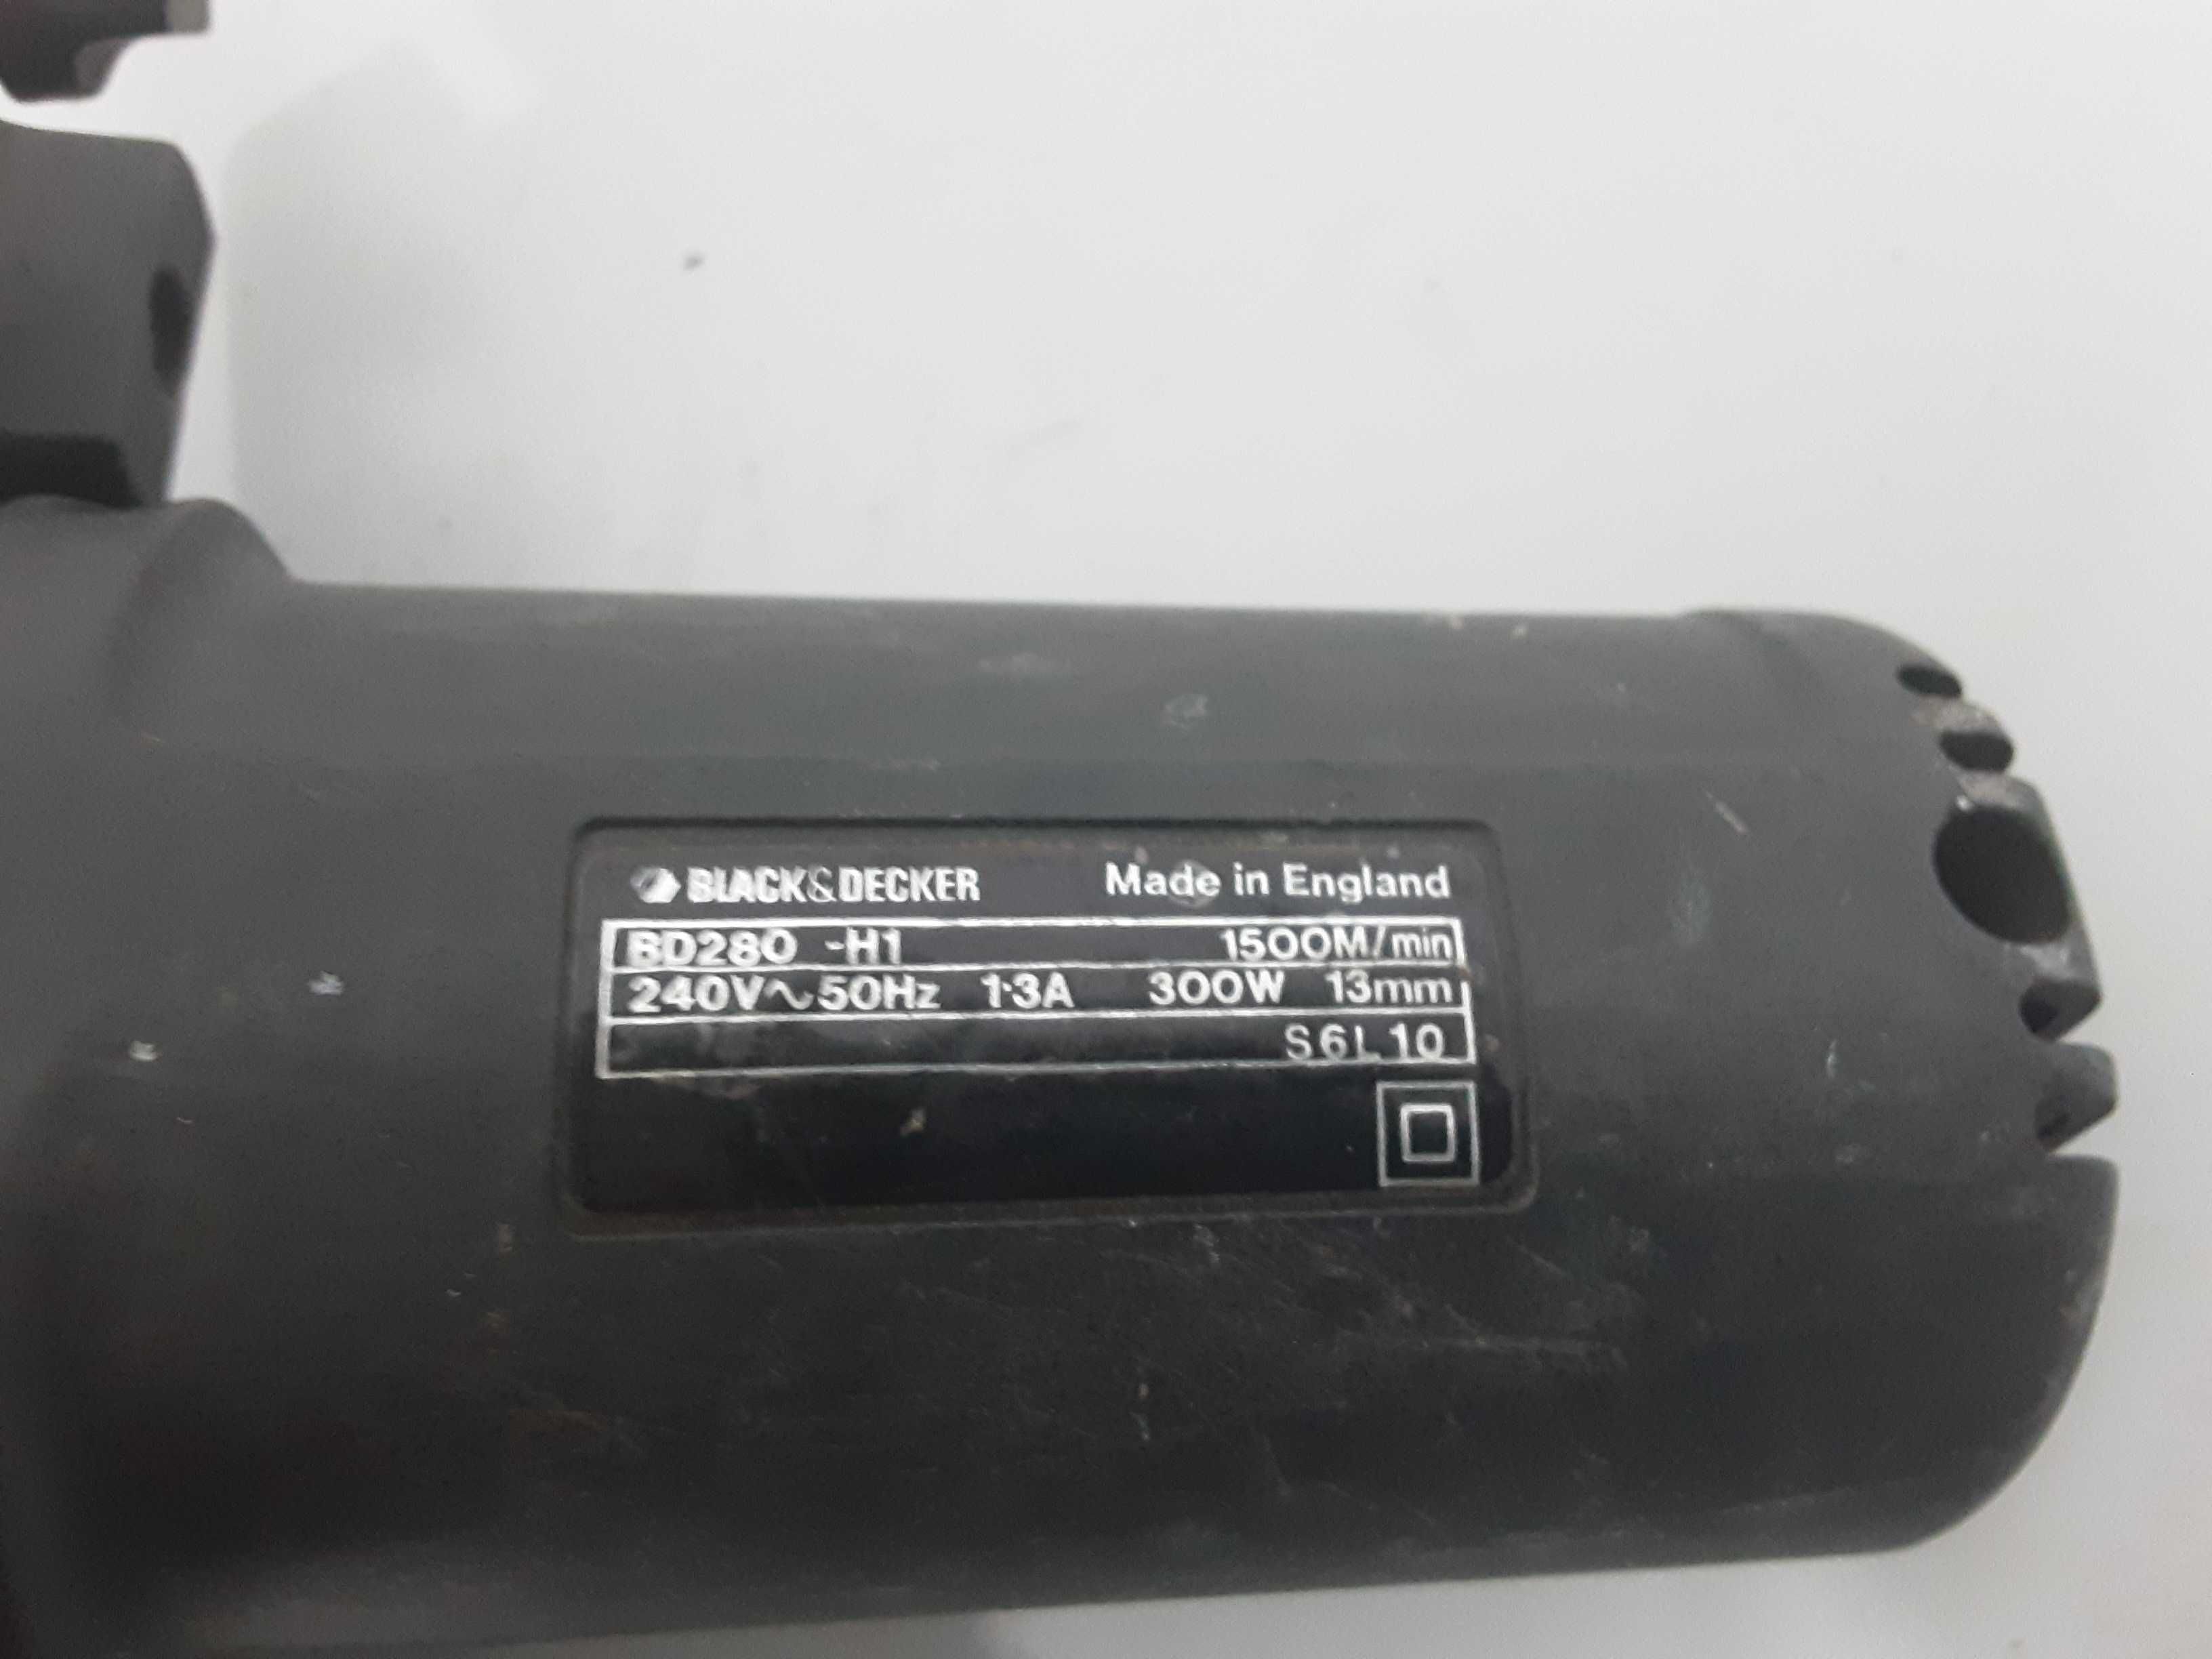 BLACK&DECKER Made in England
BD280 -H1 1500M/min
240V~50Hz 1·3A 300W 13mm
S6L10